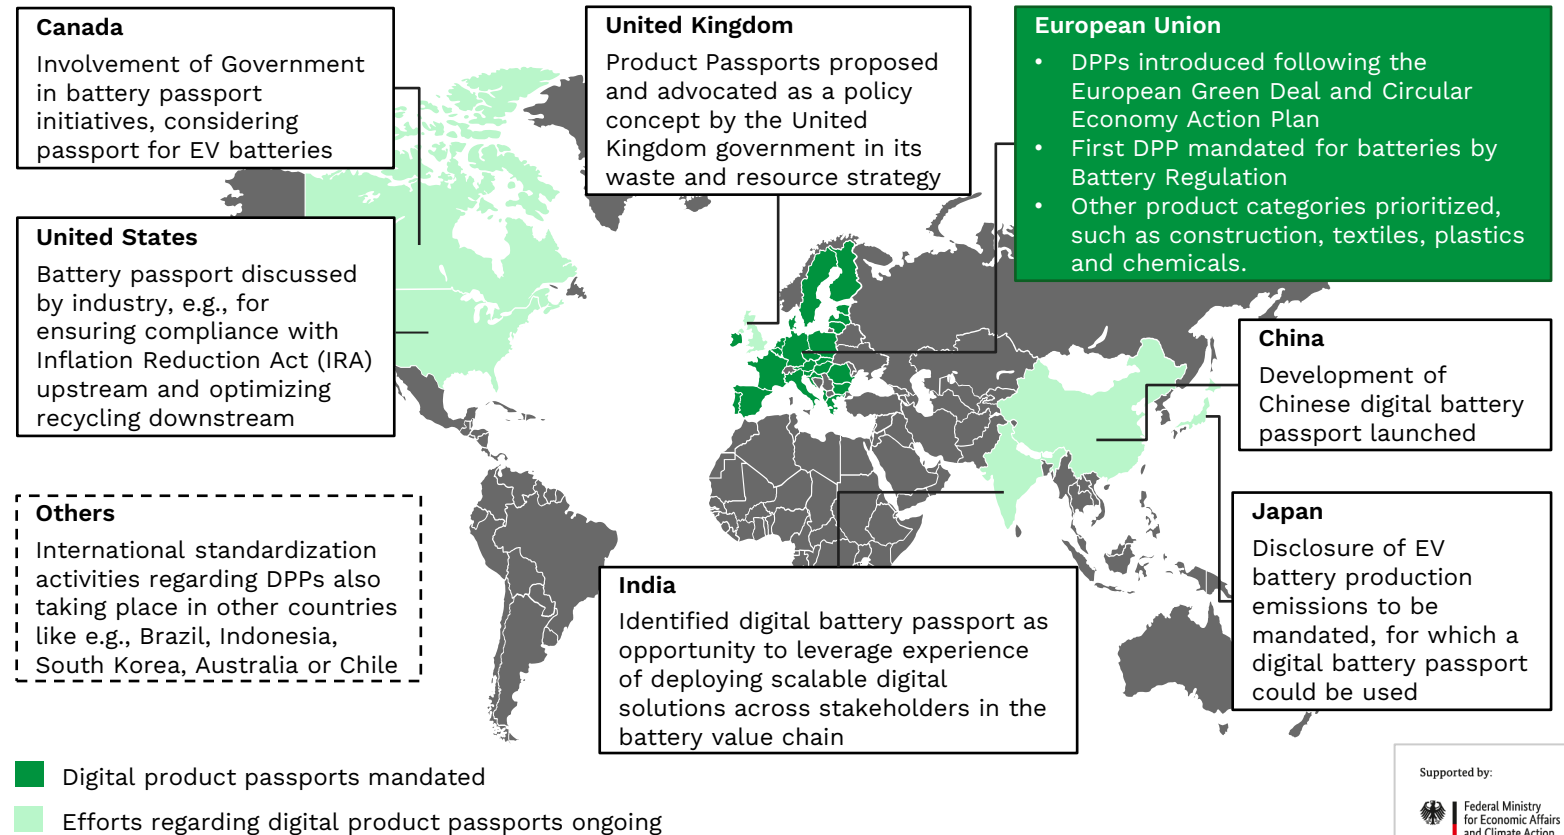 Canada
Involvement of Government
in battery passport
initiatives, considering
passport for EV batteries
United Kingdom
Product Passports proposed
and advocated as a policy
concept by the United
Kingdom government in its
waste and resource strategy
European Union
• DPPs introduced following the
European Green Deal and Circular
Economy Action Plan
• First DPP mandated for batteries by
Battery Regulation
• Other product categories prioritized,
such as construction, textiles, plastics
and chemicals.
United States
Battery passport discussed
by industry, e.g., for
ensuring compliance with
Inflation Reduction Act (IRA)
upstream and optimizing
recycling downstream
China
Development of
Chinese digital battery
passport launched
Others
International standardization
activities regarding DPPs also
taking place in other countries
like e.g., Brazil, Indonesia,
South Korea, Australia or Chile
India
Identified digital battery passport as
opportunity to leverage experience
of deploying scalable digital
solutions across stakeholders in the
battery value chain
Japan
Disclosure of EV
battery production
emissions to be
mandated, for which a
digital battery passport
could be used
Digital product passports mandated
Efforts regarding digital product passports ongoing
Supported by:
Federal Ministry
for Economic Affairs
and Climate Action